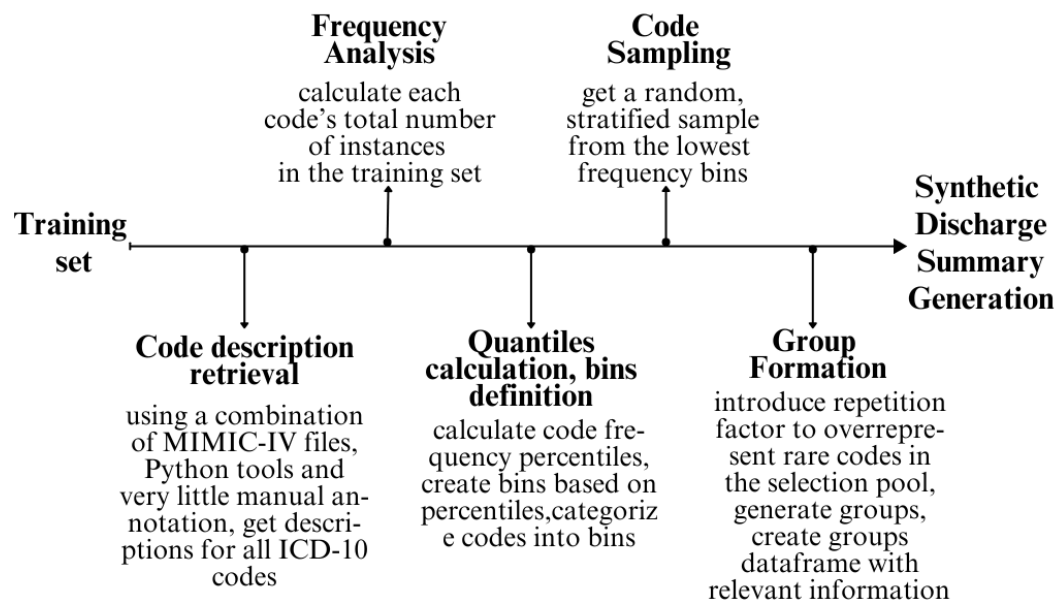 Training
set
Code description
retrieval
using a combination
of MIMIC-IV files,
Python tools and
very little manual an-
notation, get descri-
ptions for all ICD-10
codes
Frequency
Analysis
calculate each
code's total number
of instances
in the training set
Quantiles
calculation, bins
definition
calculate code fre-
quency percentiles,
create bins based on
percentiles,categoriz
e codes into bins
Code
Sampling
get a random,
stratified sample
from the lowest
frequency bins
Group
Formation
introduce repetition
factor to overrepre-
sent rare codes in
the selection pool,
generate groups,
create groups
dataframe with
relevant information
Synthetic
Discharge
Summary
Generation